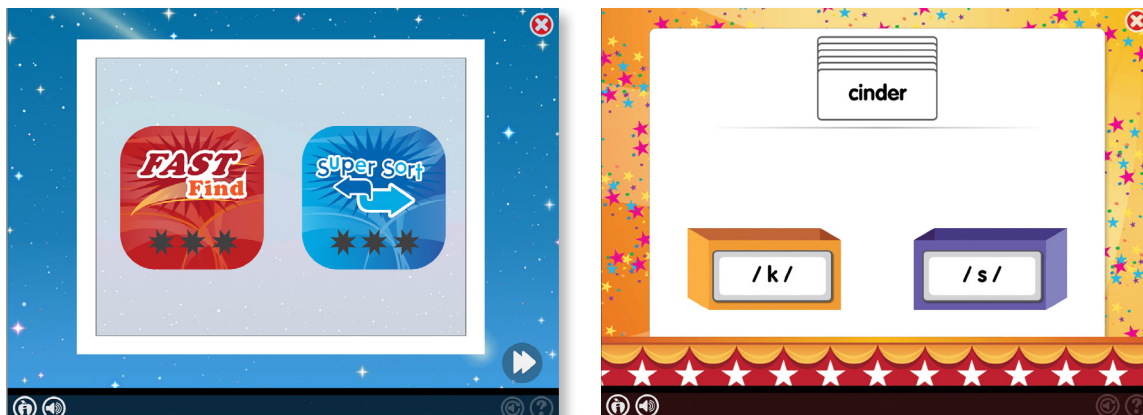 FAST
Find
Super Sort
cinder
/k/
/s/